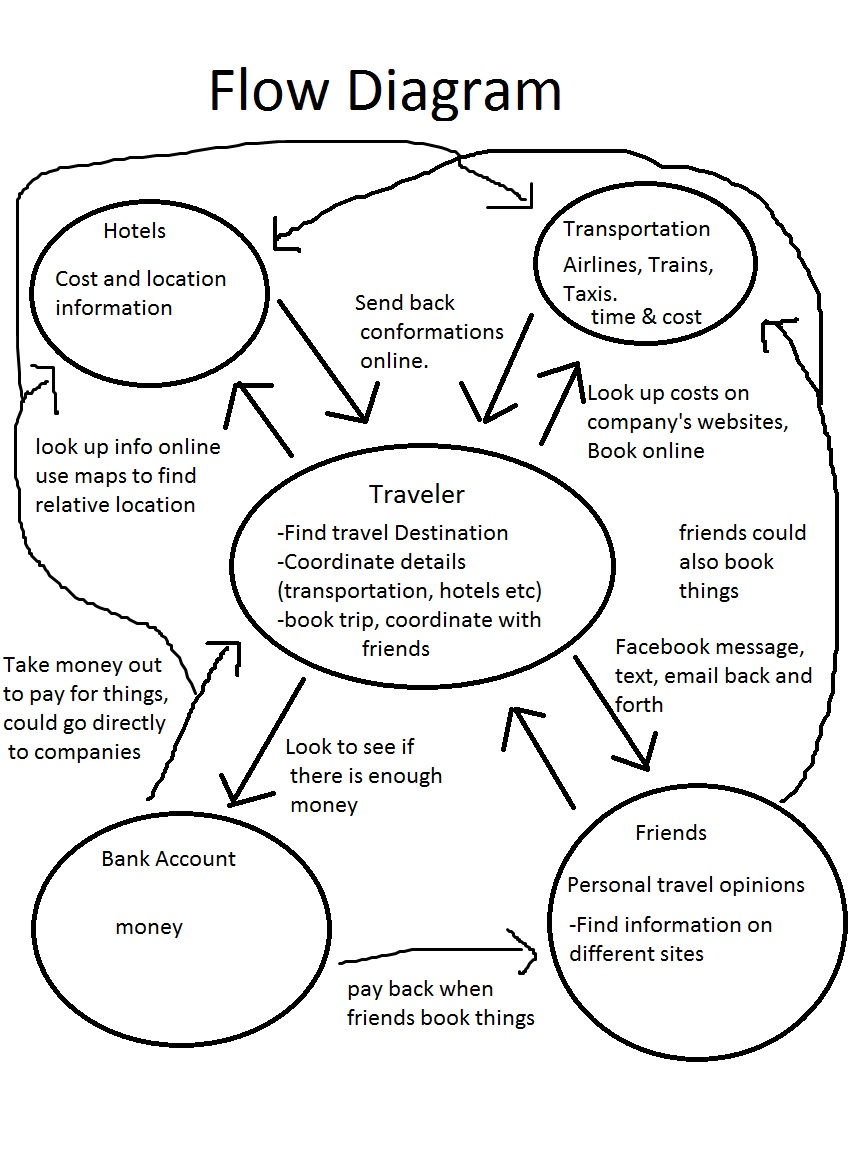 Flow Diagram
Hotels
Cost and location
information
Transportation
Airlines, Trains,
Taxis.
time & cost
Send back
conformations
online.
Look up costs on
company's websites,
Book online
look up info online
use maps to find
relative location
Traveler
-Find travel Destination
-Coordinate details
(transportation, hotels etc)
-book trip, coordinate with
friends
friends could
also book
things
Facebook message,
text, email back and
forth
Take money out
to pay for things,
could go directly
to companies
Look to see if
there is enough
money
Bank Account
money
Friends
Personal travel opinions
-Find information on
different sites
pay back when
friends book things